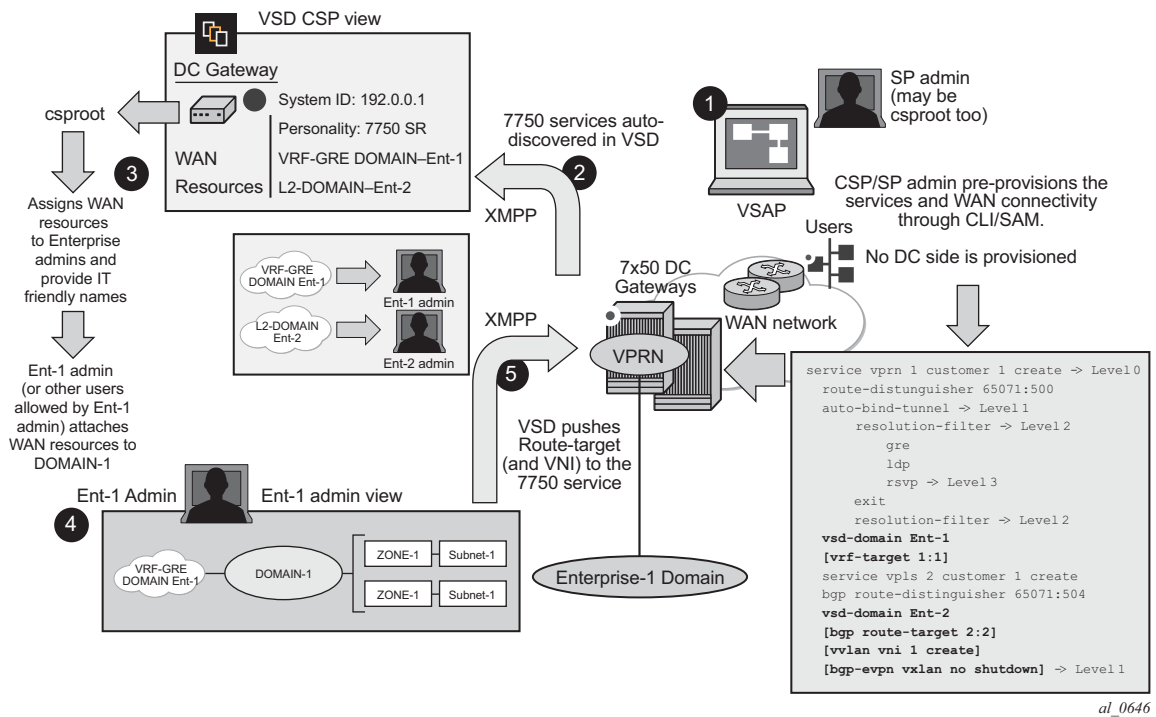 VSD CSP view
DC Gateway
System ID: 192.0.0.1
Personality: 7750 SR
WAN
Resources
VRF-GRE DOMAIN–Ent-1
L2-DOMAIN–Ent-2
csproot
3
Assigns WAN
resources
to Enterprise
admins and
provide IT
friendly names
Ent-1 admin
(or other users
allowed by Ent-1
admin) attaches
WAN resources to
DOMAIN-1
7750 services auto-
discovered in VSD
2
XMPP
VRF-GRE
DOMAIN Ent-1
Ent-1 admin
L2-DOMAIN
Ent-2
Ent-2 admin
XMPP
5
VSD pushes
Route-target
(and VNI) to the
7750 service
1
VSAP
SP admin
(may be
csproot too)
CSP/SP admin pre-provisions the
services and WAN connectivity
through CLI/SAM.
Users
No DC side is provisioned
7x50 DC
Gateways
WAN network
VPRN
Enterprise-1 Domain
service vprn 1 customer 1 create -> Level 0
route-distunguisher 65071:500
auto-bind-tunnel -> Level 1
resolution-filter -> Level 2
gre
ldp
rsvp -> Level 3
exit
resolution-filter -> Level 2
vsd-domain Ent-1
[vrf-target 1:1]
service vpls 2 customer 1 create
bgp route-distinguisher 65071:504
vsd-domain Ent-2
[bgp route-target 2:2]
[vvlan vni 1 create]
[bgp-evpn vxlan no shutdown] -> Level 1
Ent-1 Admin
Ent-1 admin view
4
VRF-GRE
DOMAIN Ent-1
DOMAIN-1
ZONE-1
Subnet-1
ZONE-1
Subnet-1
al_0646